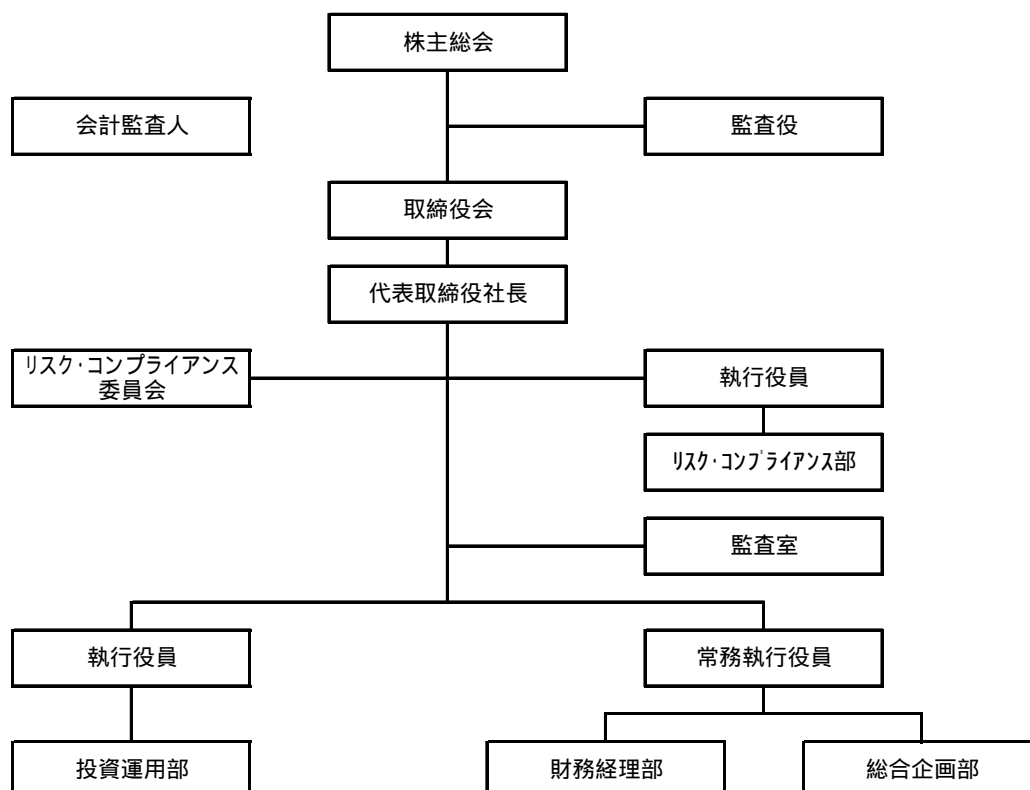 株主総会
会計監査人
監査役
取締役会
代表取締役社長
リスク・コンプライアンス
委員会
執行役員
ﾘｽｸ・ｺﾝﾌﾟﾗｲｱﾝｽ部
監査室
執行役員
常務執行役員
投資運用部
財務経理部
総合企画部